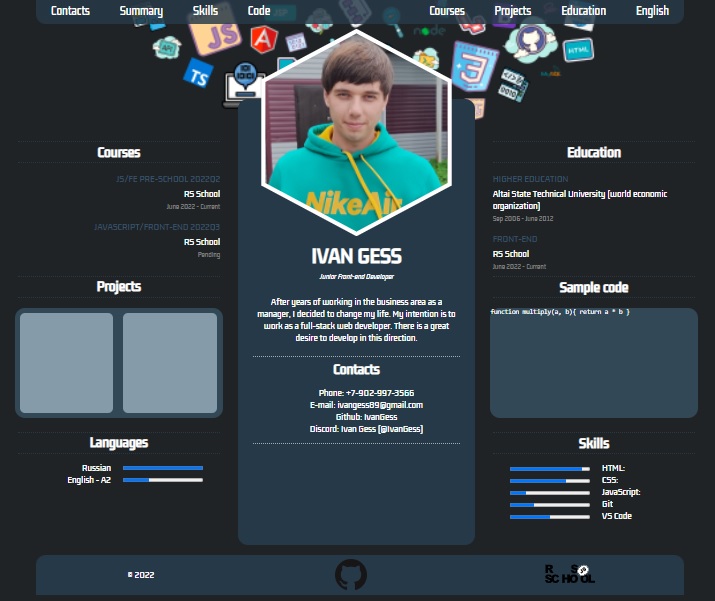 Contacts
Summary
Skills
Code
Courses
Projects
Education
English
JS
API
TS
node
HTML
3
NikeAir
Courses
JS/FE PRE-SCHOOL 2022Q2
RS School
June 2022 - Current
JAVASCRIPT/FRONT-END 2022Q3
RS School
Pending
Projects
Languages
Russian
English - A2
IVAN GESS
Junior Front-end Developer
After years of working in the business area as a
manager, I decided to change my life. My intention is to
work as a full-stack web developer. There is a great
desire to develop in this direction.
Contacts
Phone: +7-902-997-3566
E-mail: ivangess89@gmail.com
Github: IvanGess
Discord: Ivan Gess (@IvanGess)
Education
HIGHER EDUCATION
Altai State Technical University (world economic
organization)
Sep 2006 - June 2012
FRONT-END
RS School
June 2022 - Current
Sample code
function multiply(a, b){ return a * b }
Skills
HTML:
CSS:
JavaScript:
Git
VS Code
© 2022
RS
SCHOOL